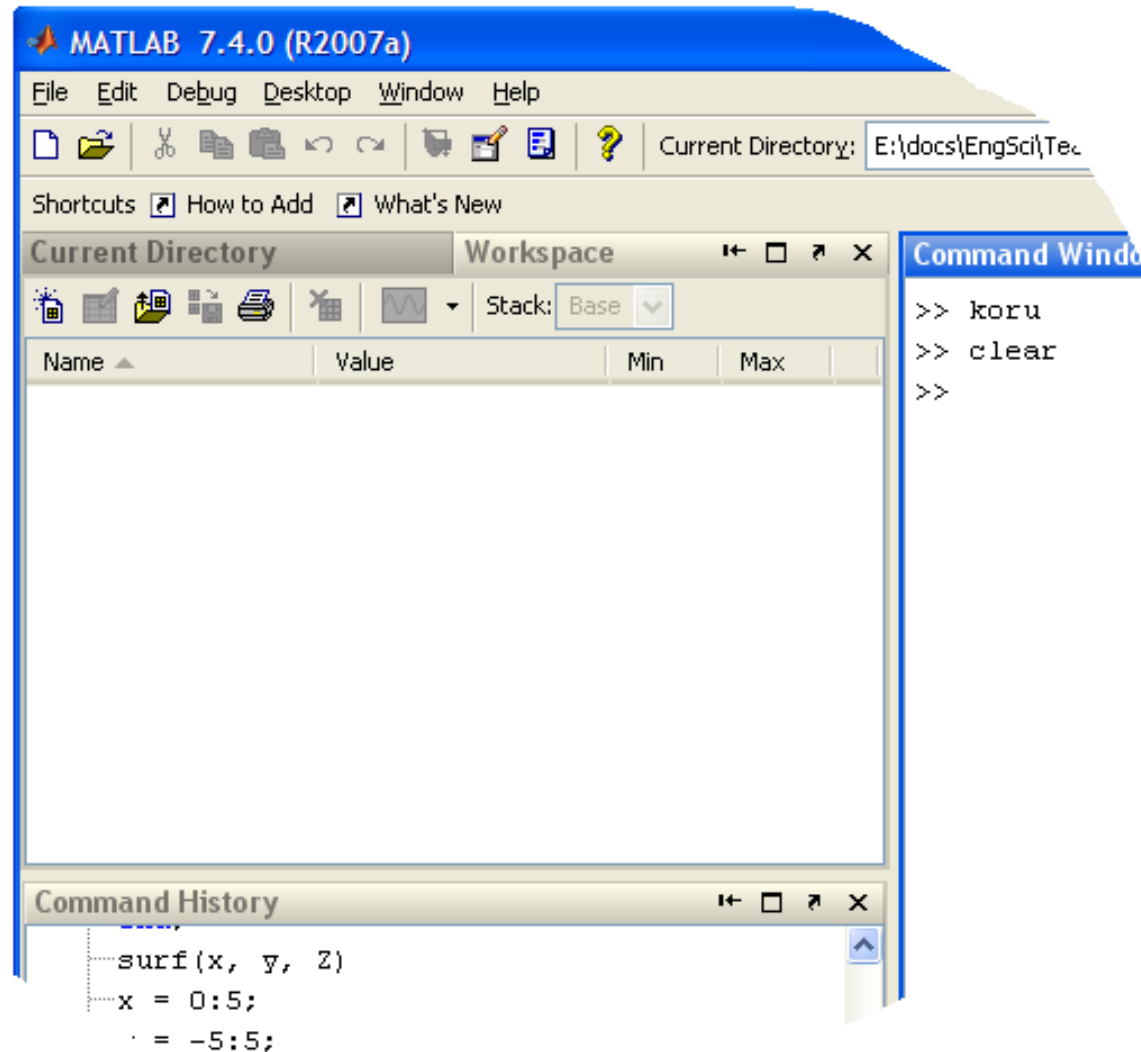 MATLAB 7.4.0 (R2007a)
File Edit Debug Desktop Window Help
Current Directory: E:\docs\EngSci\Tea
Shortcuts How to Add What's New
Current Directory Workspace
Stack: Base
Name Value Min Max
Command Windo
>> koru
>> clear
>>
Command History
surf(x, y, Z)
x = 0:5;
= -5:5;